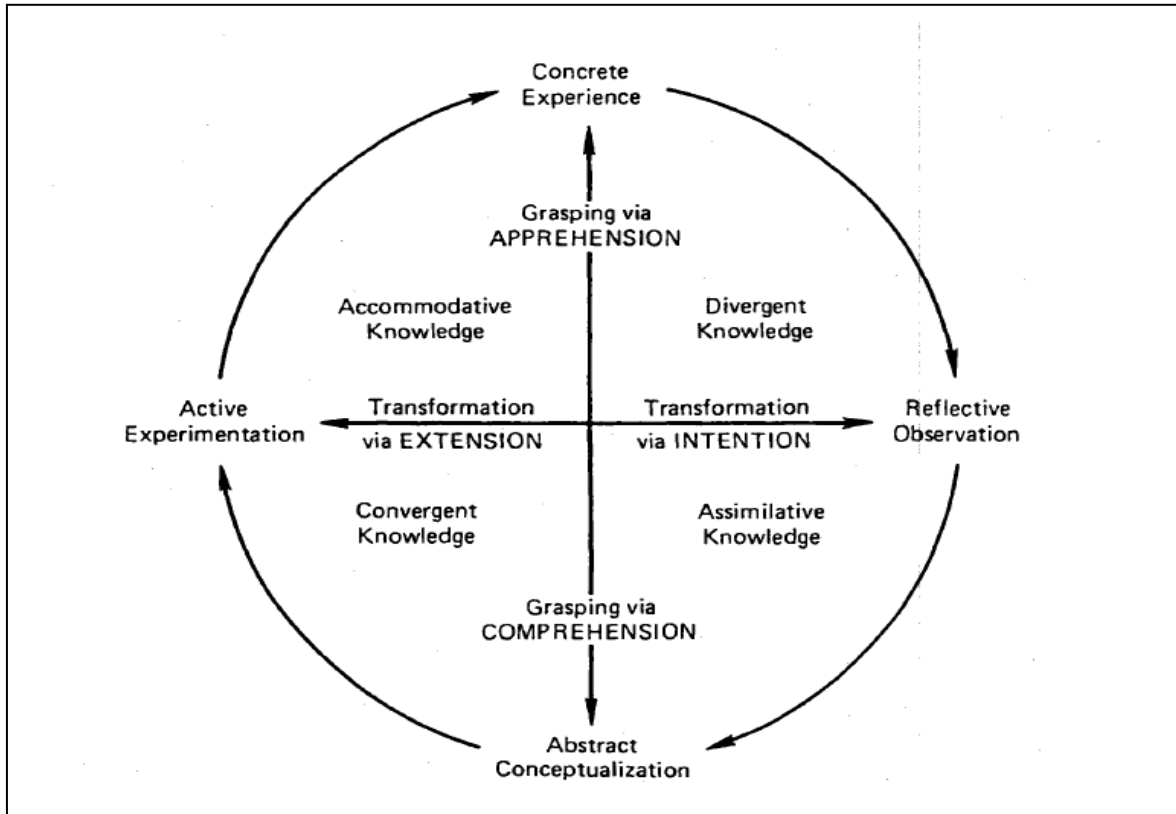 Concrete
Experience
Grasping via
APPREHENSION
Accommodative
Knowledge
Divergent
Knowledge
Active
Experimentation
Transformation
via EXTENSION
Transformation
via INTENTION
Reflective
Observation
Convergent
Knowledge
Assimilative
Knowledge
Grasping via
COMPREHENSION
Abstract
Conceptualization